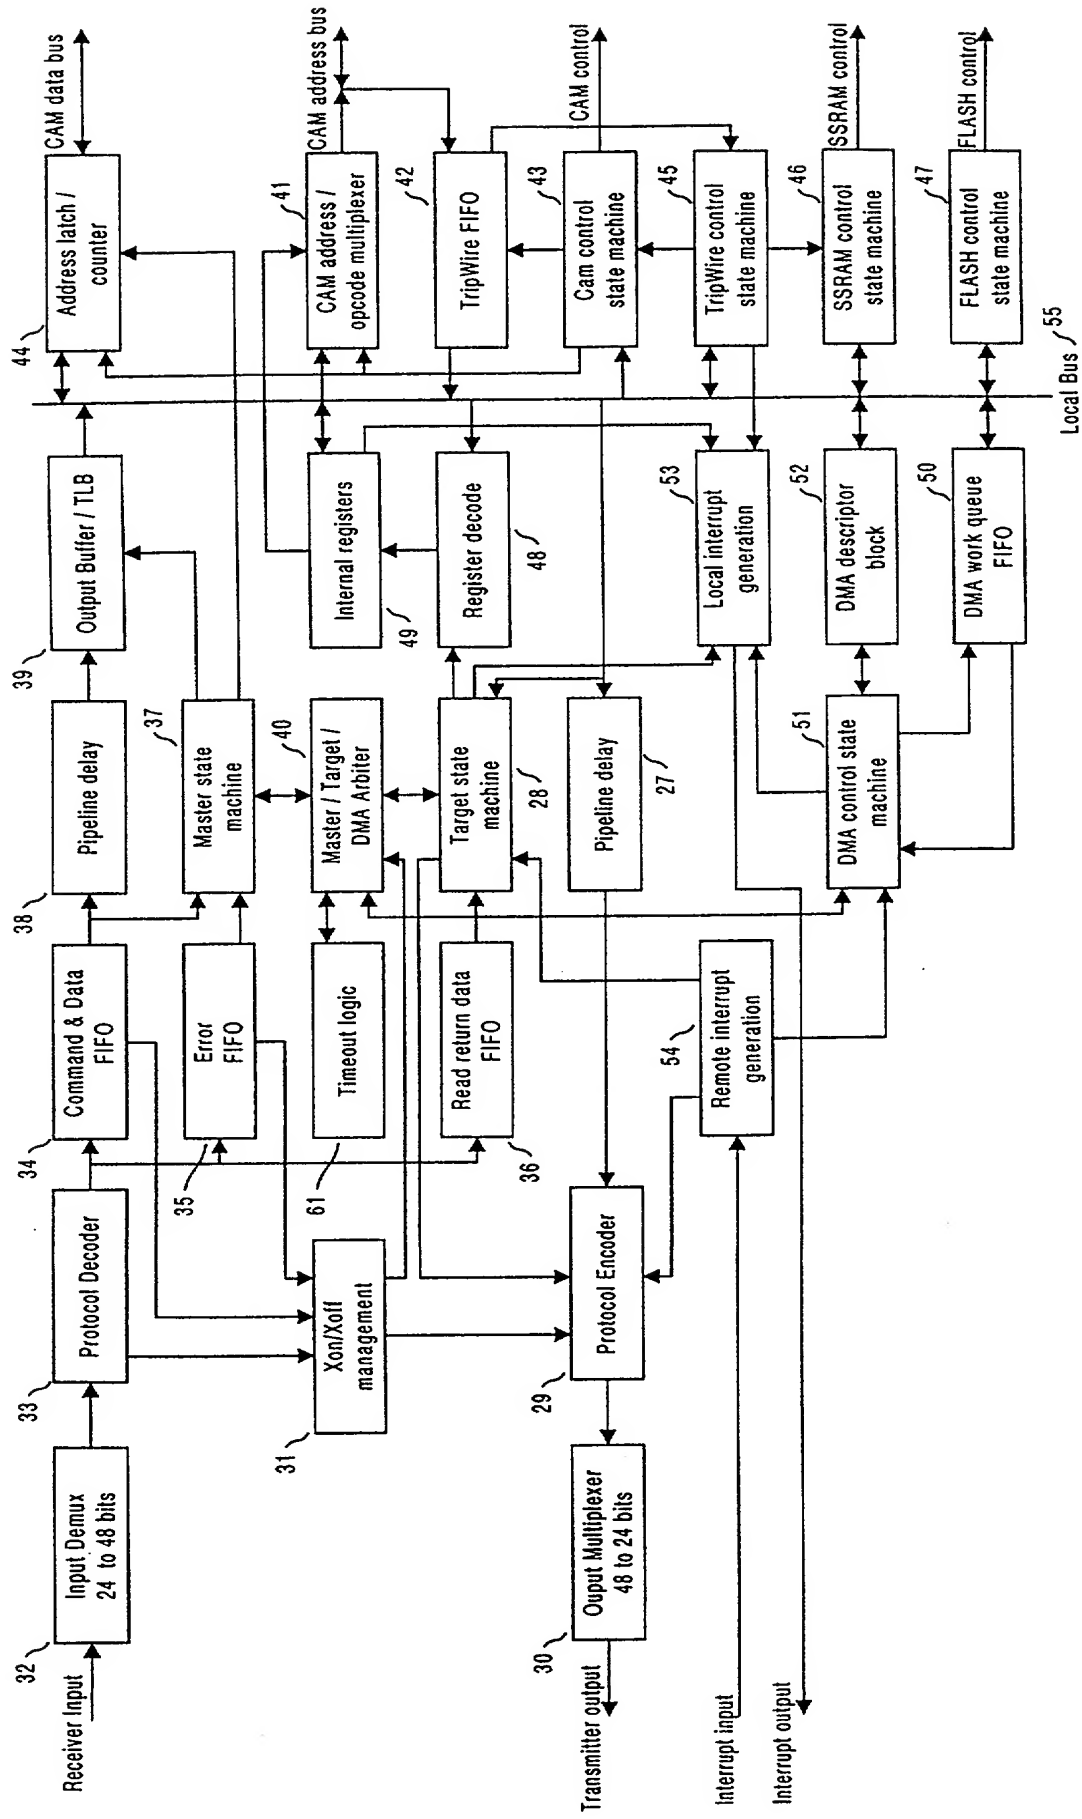 Receiver Input
32
Input Demux
24 to 48 bits
33
Protocol Decoder
34
Command & Data
FIFO
38
Pipeline delay
39
Output Buffer / TLB
44
Address latch /
counter
CAM data bus
35
Error
FIFO
37
Master state
machine
31
Xon/Xoff
management
61
Timeout logic
40
Master / Target /
DMA Arbiter
49
Internal registers
41
CAM address /
opcode multiplexer
CAM address bus
36
Read return data
FIFO
28
Target state
machine
48
Register decode
42
TripWire FIFO
Transmitter output
30
Ouput Multiplexer
48 to 24 bits
29
Protocol Encoder
27
Pipeline delay
43
Cam control
state machine
CAM control
Interrupt input
Interrupt output
54
Remote interrupt
generation
53
Local interrupt
generation
45
TripWire control
state machine
51
DMA control state
machine
52
DMA descriptor
block
46
SSRAM control
state machine
SSRAM control
50
DMA work queue
FIFO
47
FLASH control
state machine
FLASH control
Local Bus
55